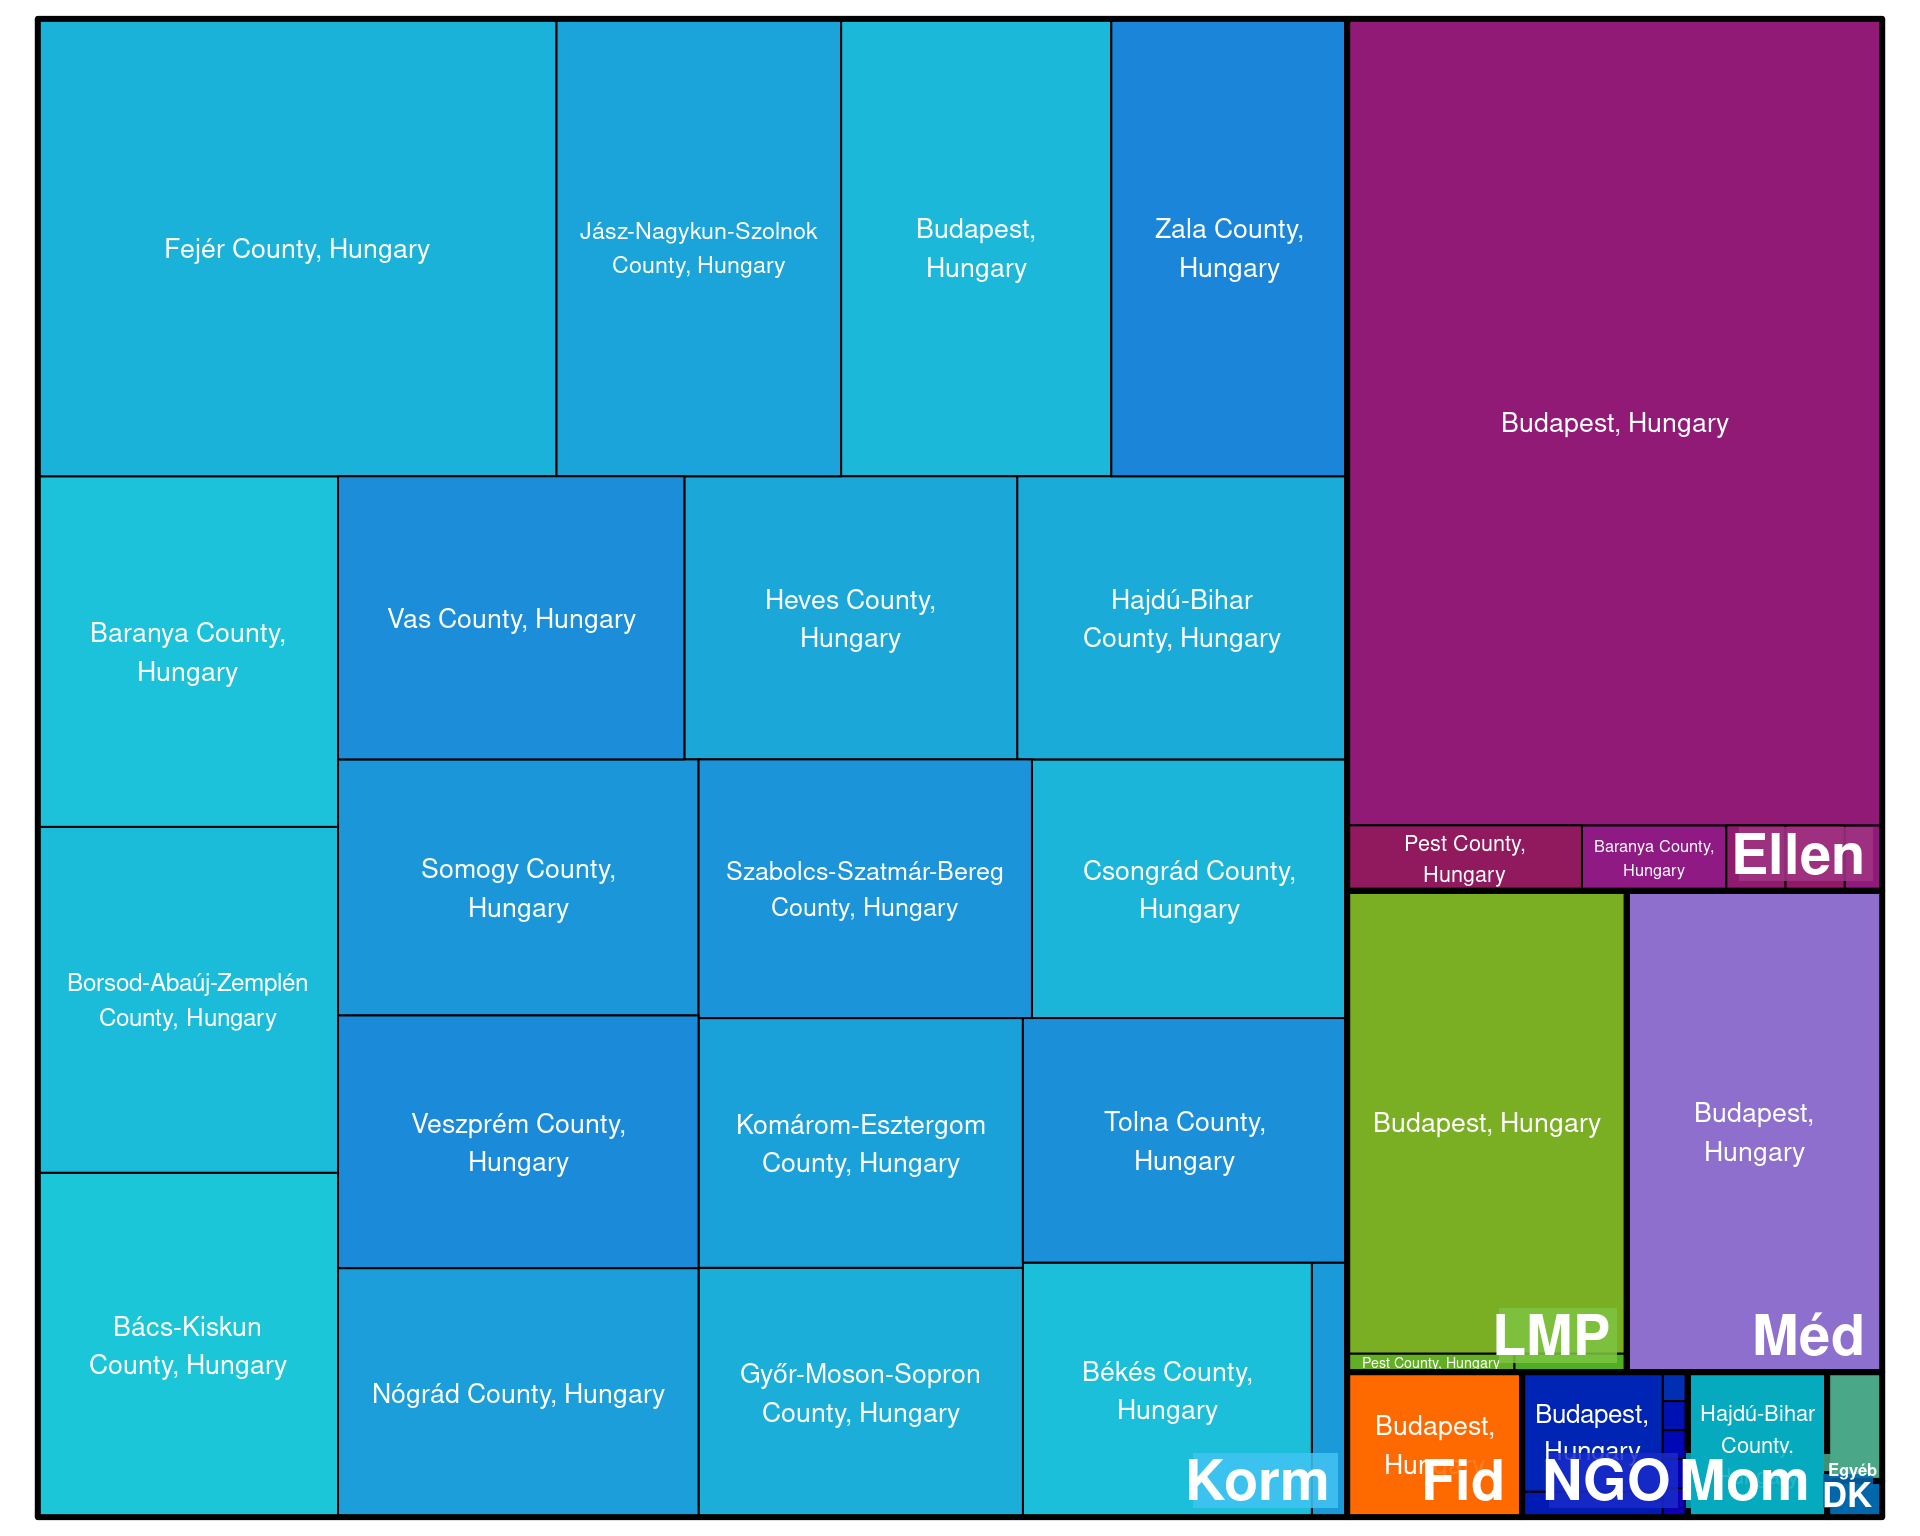 Fejér County, Hungary
Jász-Nagykun-Szolnok
County, Hungary
Budapest,
Hungary
Zala County,
Hungary
Budapest, Hungary
Baranya County,
Hungary
Vas County, Hungary
Heves County,
Hungary
Hajdú-Bihar
County, Hungary
Somogy County,
Hungary
Szabolcs-Szatmár-Bereg
County, Hungary
Csongrád County,
Hungary
Pest County,
Hungary
Baranya County,
Hungary
Ellen
Borsod-Abaúj-Zemplén
County, Hungary
Veszprém County,
Hungary
Komárom-Esztergom
County, Hungary
Tolna County,
Hungary
Budapest, Hungary
Budapest,
Hungary
LMP
Méd
Pest County, Hungary
Bács-Kiskun
County, Hungary
Nógrád County, Hungary
Győr-Moson-Sopron
County, Hungary
Békés County,
Hungary
Korm
Budapest,
Hungary
Fid
Budapest,
Hungary
NGO
Hajdú-Bihar
County,
Mom
Egyéb
DK